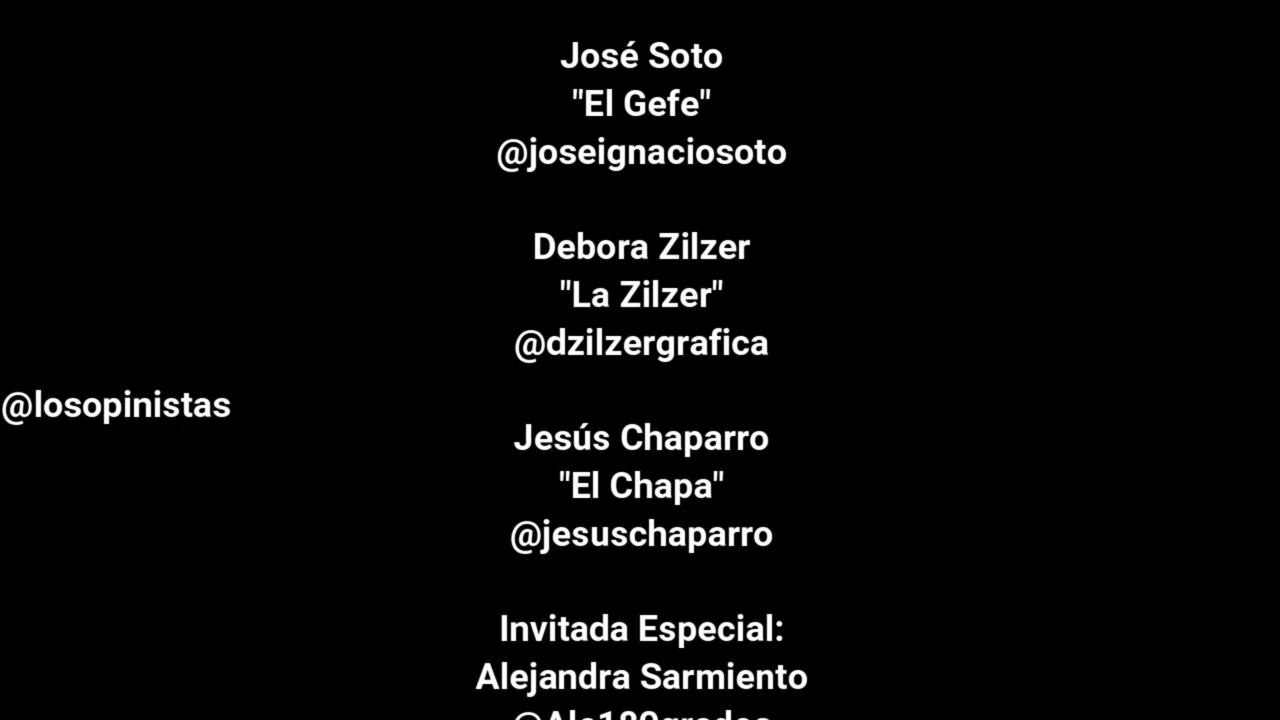 José Soto
"El Gefe"
@joseignaciosoto
Debora Zilzer
"La Zilzer"
@dzilzergrafica
@losopinistas
Jesús Chaparro
"El Chapa"
@jesuschaparro
Invitada Especial:
Alejandra Sarmiento